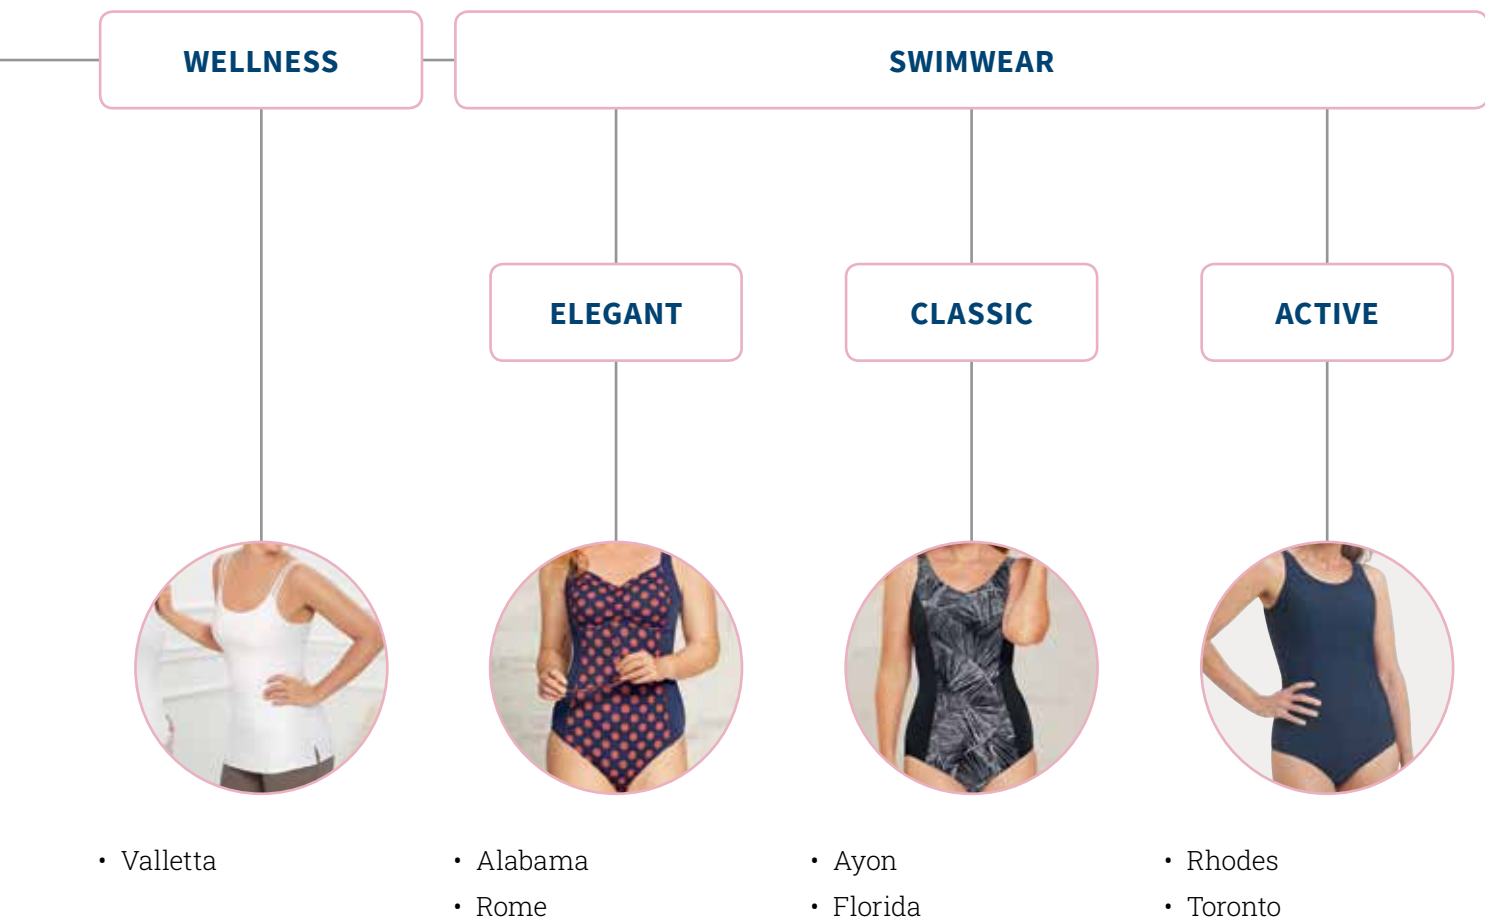 WELLNESS
SWIMWEAR
ELEGANT
CLASSIC
ACTIVE
• Valletta
• Alabama
• Rome
• Ayon
• Florida
• Rhodes
• Toronto